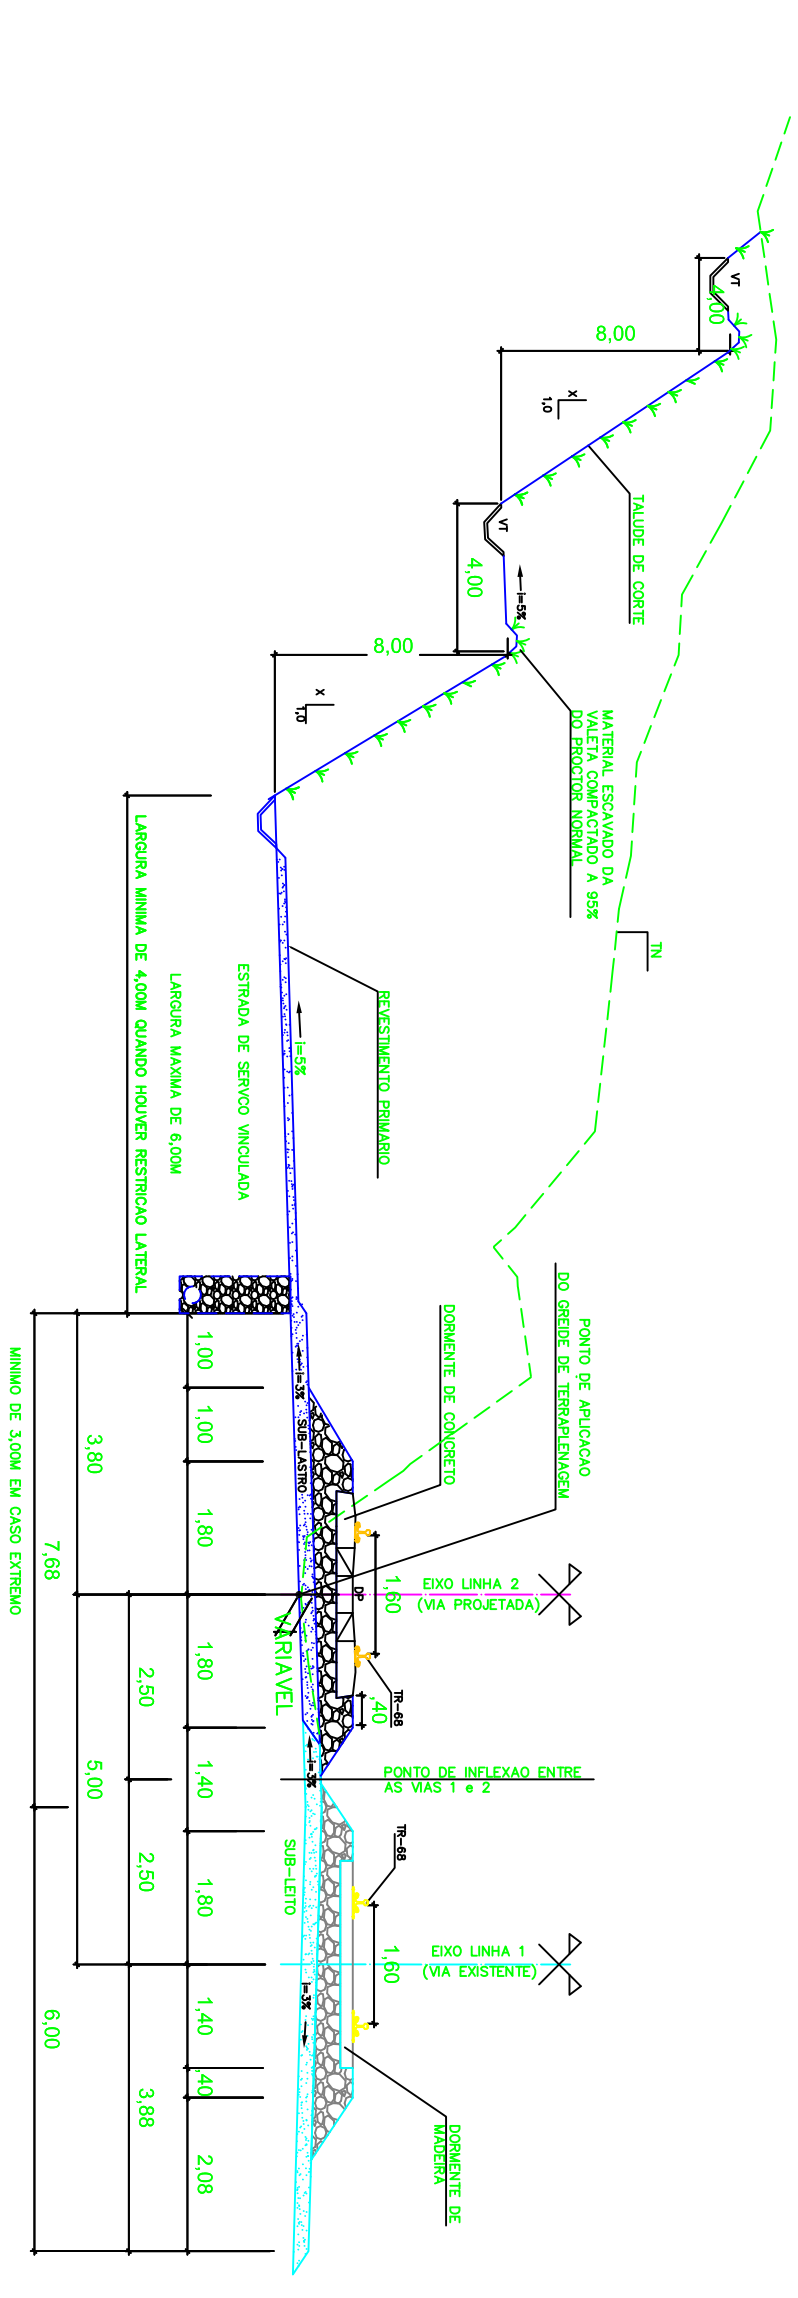 VT
4,00
8,00
X
1,0
TALUDE DE CORTE
VT
4,00
i=5%
8,00
X
1,0
MATERIAL ESCAVADO DA
VALETA COMPACTADO A 95%
DO PROCTOR NORMAL
TN
REVESTIMENTO PRIMARIO
i=5%
ESTRADA DE SERVCO VINCULADA
LARGURA MAXIMA DE 6,00M
LARGURA MINIMA DE 4,00M QUANDO HOUVER RESTRICAO LATERAL
PONTO DE APLICACAO
DO GREIDE DE TERRAPLENAGEM
DORMENTE DE CONCRETO
EIXO LINHA 2
(VIA PROJETADA)
1,60
DP
TR-68
,40
SUB-LASTRO
i=3%
VARIAVEL
i=3%
PONTO DE INFLEXAO ENTRE
AS VIAS 1 e 2
TR-68
EIXO LINHA 1
(VIA EXISTENTE)
1,60
SUB-LEITO
i=3%
DORMENTE DE
MADEIRA
1,00
1,00
1,80
1,80
1,40
1,80
1,40
,40
2,08
2,50
2,50
3,88
3,80
5,00
7,68
6,00
MINIMO DE 3,00M EM CASO EXTREMO